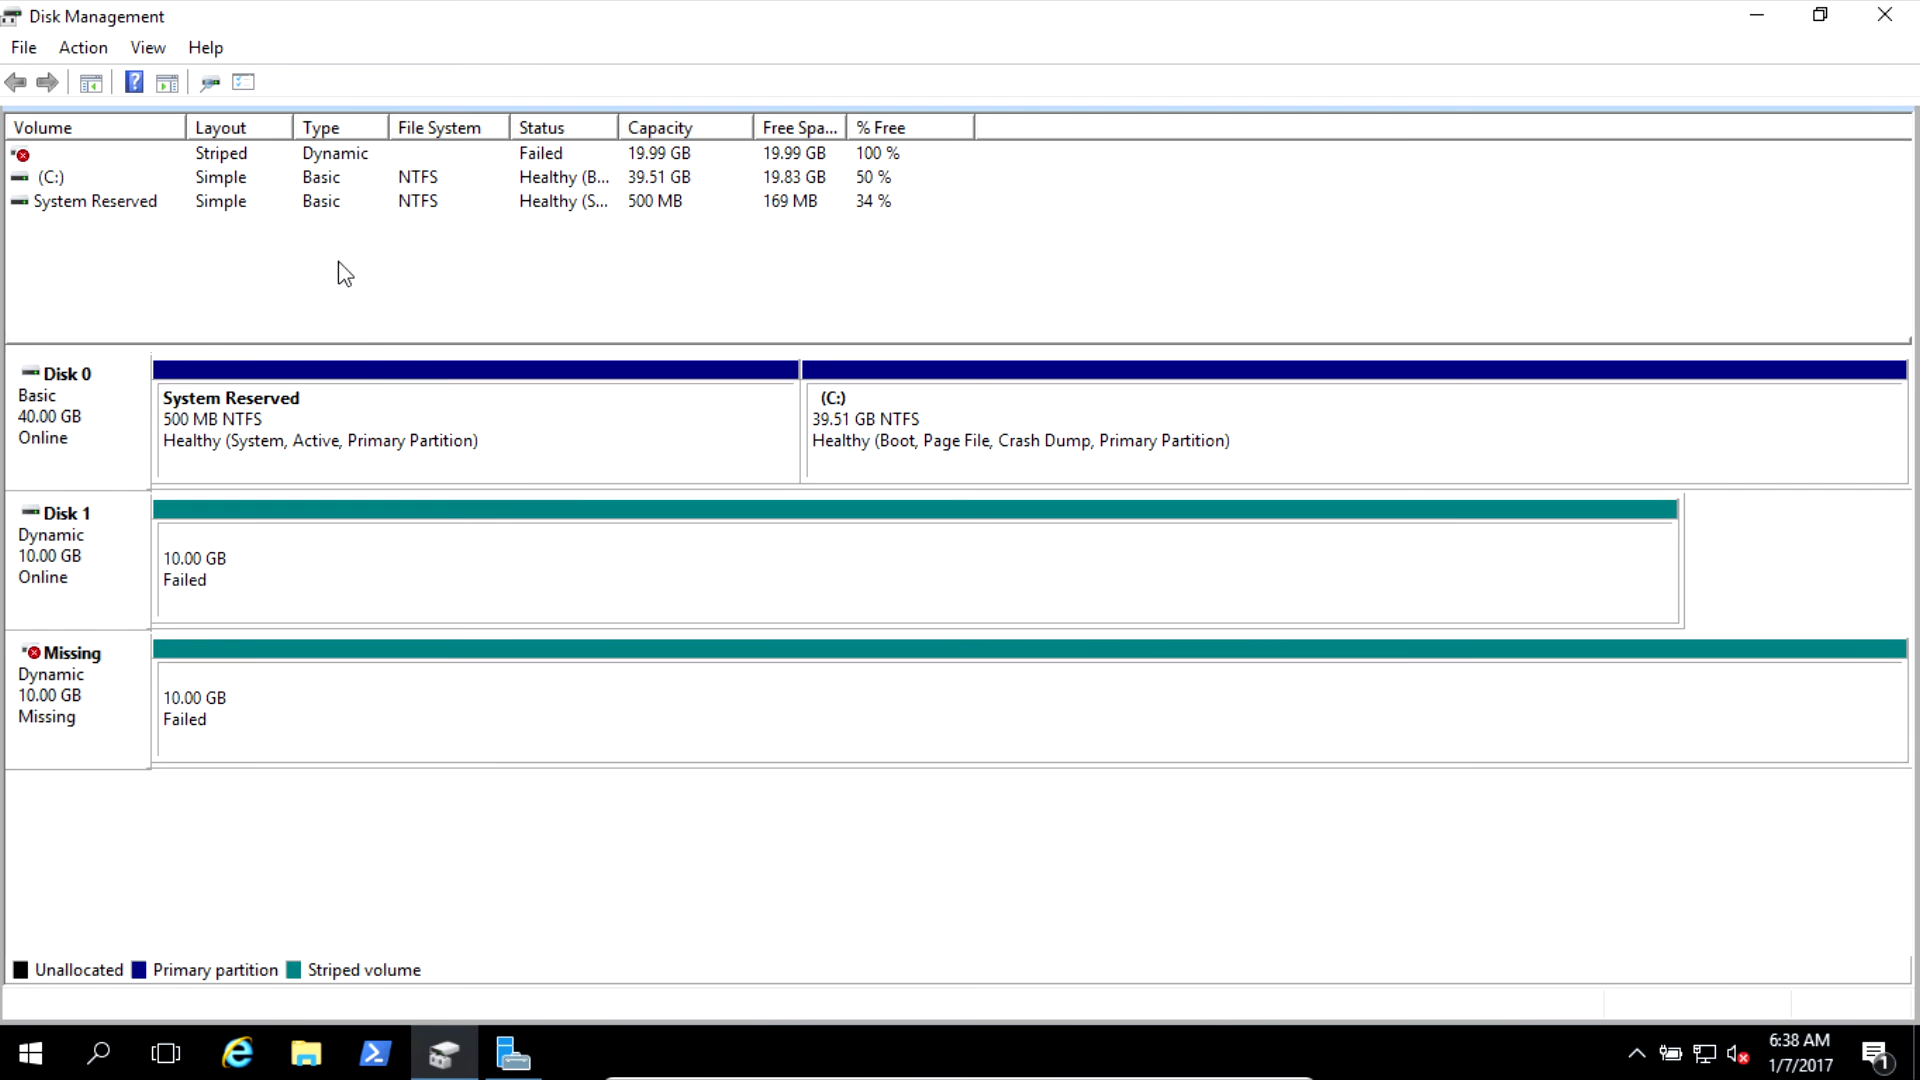 Disk Management
File Action View Help
Volume Layout Type File System Status Capacity Free Spa... % Free
Striped Dynamic Failed 19.99 GB 19.99 GB 100 %
(C:) Simple Basic NTFS Healthy (B... 39.51 GB 19.83 GB 50 %
System Reserved Simple Basic NTFS Healthy (S... 500 MB 169 MB 34 %
Disk 0
Basic
40.00 GB
Online
System Reserved
500 MB NTFS
Healthy (System, Active, Primary Partition)
(C:)
39.51 GB NTFS
Healthy (Boot, Page File, Crash Dump, Primary Partition)
Disk 1
Dynamic
10.00 GB
Online
10.00 GB
Failed
Missing
Dynamic
10.00 GB
Missing
10.00 GB
Failed
Unallocated Primary partition Striped volume
6:38 AM
1/7/2017
1